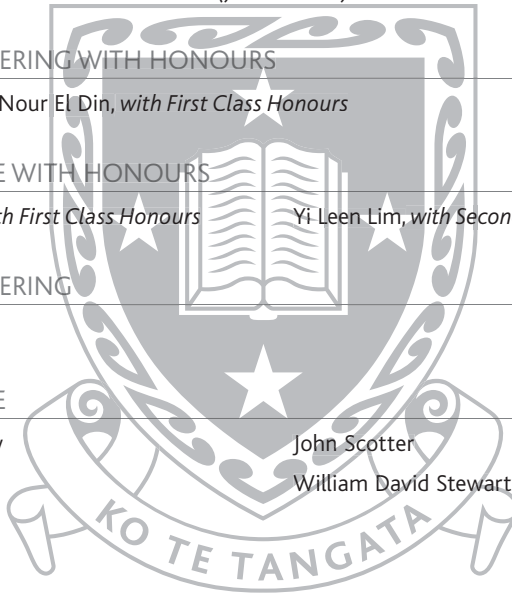 ERING WITH HONOURS
Nour El Din, with First Class Honours
E WITH HONOURS
th First Class Honours Yi Leen Lim, with Secon
ERING
E
y John Scotter
William David Stewart
KO TE TANGATA